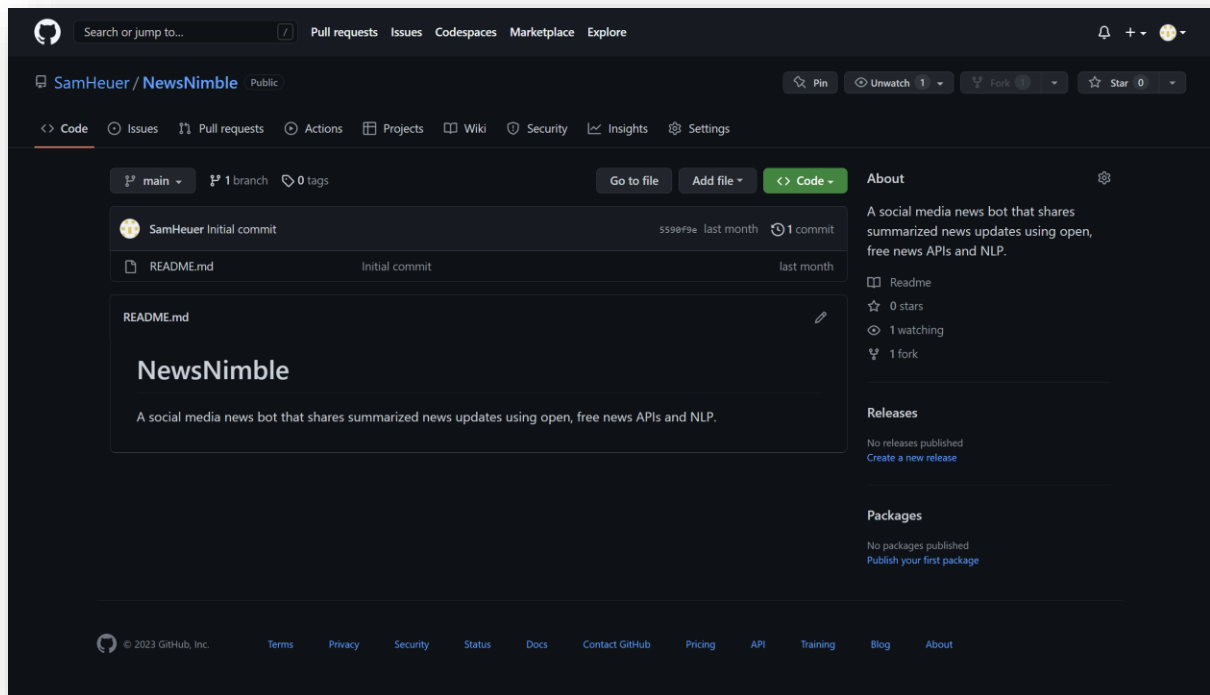 Search or jump to... /
Pull requests Issues Codespaces Marketplace Explore
SamHeuer / NewsNimble Public
Pin Unwatch 1 Fork 1 Star 0
Code Issues Pull requests Actions Projects Wiki Security Insights Settings
main 1 branch 0 tags Go to file Add file Code
SamHeuer Initial commit 5590f9e last month 1 commit
README.md Initial commit last month
README.md
NewsNimble
A social media news bot that shares summarized news updates using open, free news APIs and NLP.
About
A social media news bot that shares
summarized news updates using open,
free news APIs and NLP.
Readme
0 stars
1 watching
1 fork
Releases
No releases published
Create a new release
Packages
No packages published
Publish your first package
© 2023 GitHub, Inc. Terms Privacy Security Status Docs Contact GitHub Pricing API Training Blog About